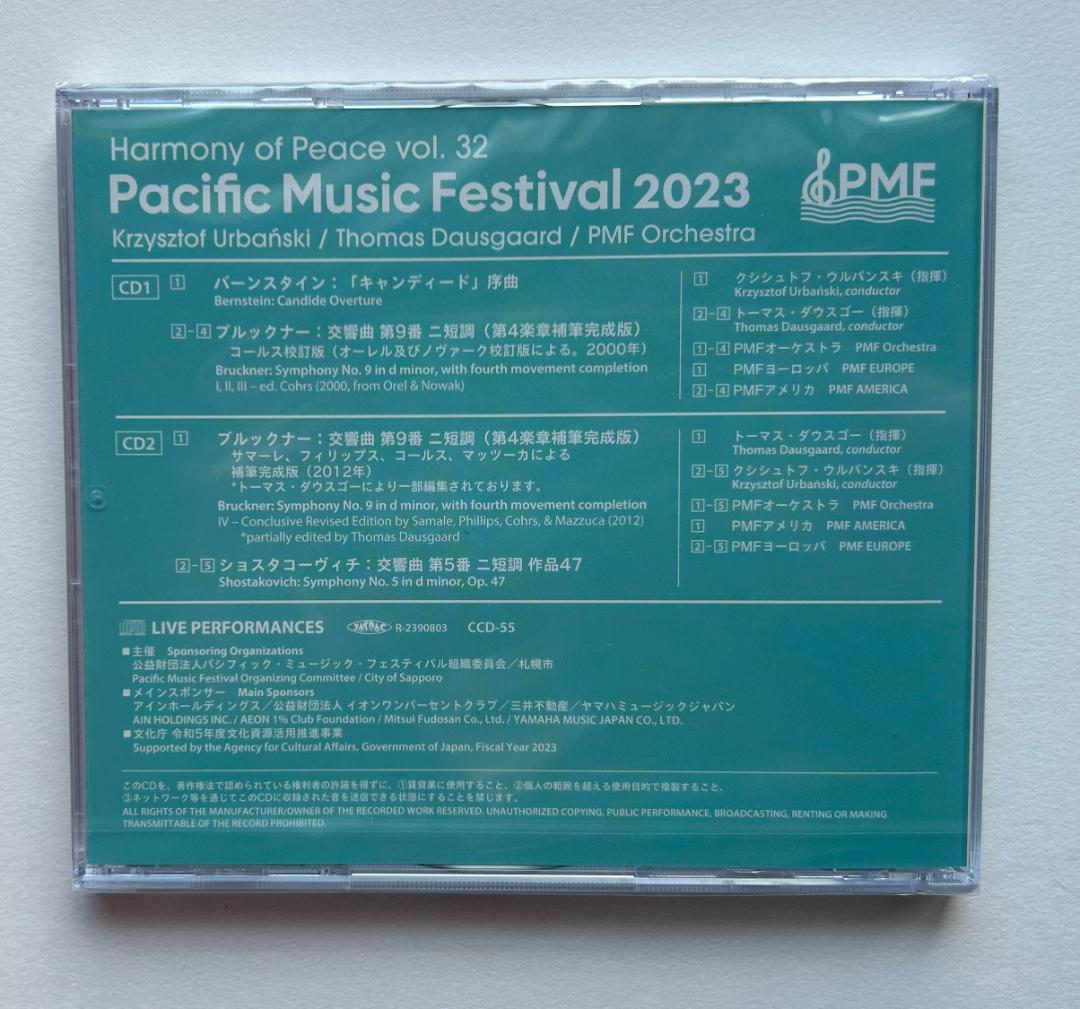 Harmony of Peace vol. 32
Pacific Music Festival 2023
PMF
Krzysztof Urbański / Thomas Dausgaard / PMF Orchestra
CD1 1 バーンスタイン：「キャンディード」序曲
Bernstein: Candide Overture
2-4 ブルックナー：交響曲 第9番 ニ短調（第4楽章補筆完成版）
コールス校訂版（オーレル及びノヴァーク校訂版による。2000年）
Bruckner: Symphony No. 9 in d minor, with fourth movement completion
I, II, III – ed. Cohrs (2000, from Orel & Nowak)
1 クシシュトフ・ウルバンスキ（指揮）
Krzysztof Urbański, conductor
2-4 トーマス・ダウスゴー（指揮）
Thomas Dausgaard, conductor
1-4 PMFオーケストラ PMF Orchestra
1 PMFヨーロッパ PMF EUROPE
2-4 PMFアメリカ PMF AMERICA
CD2 1 ブルックナー：交響曲 第9番 ニ短調（第4楽章補筆完成版）
サマーレ、フィリップス、コールス、マッツーカによる
補筆完成版（2012年）
*トーマス・ダウスゴーにより一部編集されております。
Bruckner: Symphony No. 9 in d minor, with fourth movement completion
IV – Conclusive Revised Edition by Samale, Phillips, Cohrs, & Mazzuca (2012)
*partially edited by Thomas Dausgaard
2-5 ショスタコーヴィチ：交響曲 第5番 ニ短調 作品47
Shostakovich: Symphony No. 5 in d minor, Op. 47
1 トーマス・ダウスゴー（指揮）
Thomas Dausgaard, conductor
2-5 クシシュトフ・ウルバンスキ（指揮）
Krzysztof Urbański, conductor
1-5 PMFオーケストラ PMF Orchestra
1 PMFアメリカ PMF AMERICA
2-5 PMFヨーロッパ PMF EUROPE
LIVE PERFORMANCES JASRAC R-2390803 CCD-55
■主催 Sponsoring Organizations
公益財団法人パシフィック・ミュージック・フェスティバル組織委員会／札幌市
Pacific Music Festival Organizing Committee / City of Sapporo
■メインスポンサー Main Sponsors
アインホールディングス／公益財団法人 イオンワンパーセントクラブ／三井不動産／ヤマハミュージックジャパン
AIN HOLDINGS INC. / AEON 1% Club Foundation / Mitsui Fudosan Co., Ltd. / YAMAHA MUSIC JAPAN CO., LTD.
■文化庁 令和5年度文化資源活用推進事業
Supported by the Agency for Cultural Affairs, Government of Japan, Fiscal Year 2023
このCDを、著作権法で認められている権利者の許諾を得ずに、①賃貸業に使用すること、②個人の範囲を超える使用目的で複製すること、
③ネットワーク等を通じてこのCDに収録された音を送信できる状態にすることを禁じます。
ALL RIGHTS OF THE MANUFACTURER/OWNER OF THE RECORDED WORK RESERVED. UNAUTHORIZED COPYING, PUBLIC PERFORMANCE, BROADCASTING, RENTING OR MAKING
TRANSMITTABLE OF THE RECORD PROHIBITED.